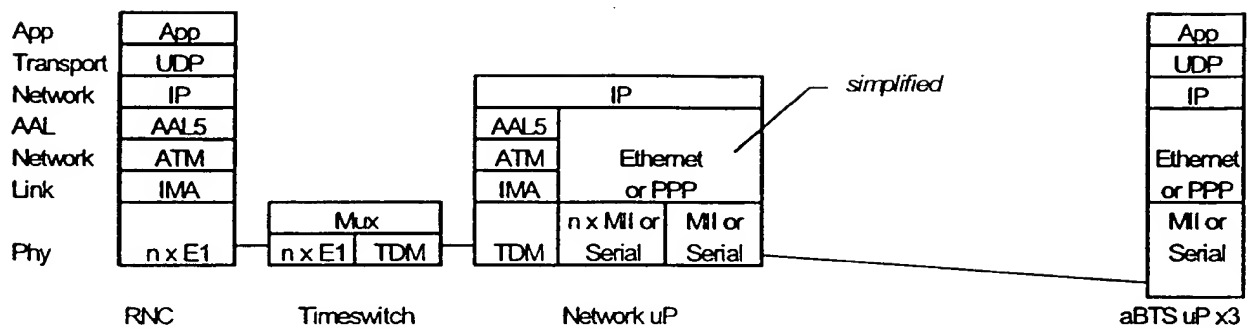 App App App
Transport UDP UDP
Network IP IP simplified IP
AAL AAL5 AAL5
Network ATM ATM Ethernet Ethernet
Link IMA IMA or PPP or PPP
Mux n x MII or MII or MII or
Phy n x E1 n x E1 TDM TDM Serial Serial Serial
RNC Timeswitch Network uP aBTS uP x3